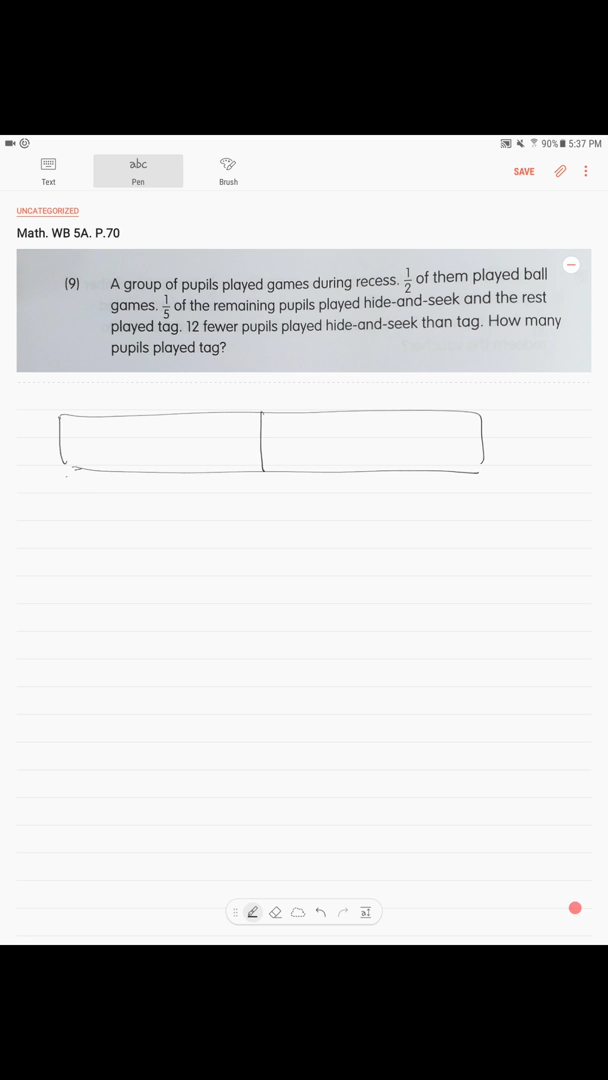 90% 5:37 PM
abc
Text Pen Brush SAVE
UNCATEGORIZED
Math. WB 5A. P.70
(9) A group of pupils played games during recess. 1/2 of them played ball
games. 1/5 of the remaining pupils played hide-and-seek and the rest
played tag. 12 fewer pupils played hide-and-seek than tag. How many
pupils played tag?